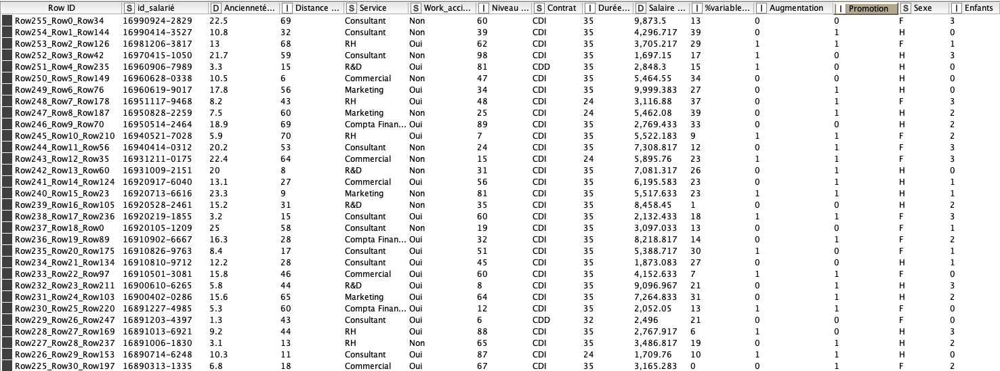 Row ID S id_salarié D Ancienneté... I Distance ... S Service S Work_acci... I Niveau ... S Contrat I Durée... D Salaire ... I %variable... I Augmentation I Promotion S Sexe I Enfants
Row255_Row0_Row34 16990924-2829 22.5 69 Consultant Non 60 CDI 35 9,873.5 13 0 0 F 3
Row254_Row1_Row144 16990414-3527 10.8 32 Consultant Non 39 CDI 35 4,296.717 39 0 1 H 0
Row253_Row2_Row126 16981206-3817 13 68 RH Oui 62 CDI 35 3,705.217 29 1 1 F 1
Row252_Row3_Row42 16970415-1050 21.7 59 Consultant Non 98 CDI 35 1,697.15 17 1 0 H 3
Row251_Row4_Row235 16960906-7989 3.3 15 R&D Oui 81 CDD 35 2,848.3 15 1 0 H 0
Row250_Row5_Row149 16960628-0338 10.5 6 Commercial Non 47 CDI 35 5,464.55 34 0 0 H 0
Row249_Row6_Row76 16960619-9017 17.8 56 Marketing Oui 34 CDI 35 9,999.383 27 0 1 H 0
Row248_Row7_Row178 16951117-9468 8.2 43 RH Oui 48 CDI 24 3,116.88 37 0 1 F 3
Row247_Row8_Row187 16950828-2259 7.5 60 Marketing Non 25 CDI 24 5,462.08 39 0 1 H 2
Row246_Row9_Row70 16950514-2464 18.9 69 Compta Finan... Oui 89 CDI 35 2,769.433 33 0 0 H 2
Row245_Row10_Row210 16940521-7028 5.9 70 RH Oui 7 CDI 35 5,522.183 9 1 1 F 2
Row244_Row11_Row56 16940414-0312 20.2 53 Consultant Non 24 CDI 35 7,308.817 12 0 1 F 3
Row243_Row12_Row35 16931211-0175 22.4 64 Commercial Non 15 CDI 24 5,895.76 23 1 1 F 3
Row242_Row13_Row60 16931009-2151 20 8 R&D Non 31 CDI 35 7,081.317 26 0 1 H 0
Row241_Row14_Row124 16920917-6040 13.1 27 Commercial Oui 56 CDI 35 6,195.583 23 0 1 H 1
Row240_Row15_Row23 16920713-6616 23.3 9 Marketing Non 81 CDI 35 5,517.633 23 1 1 H 1
Row239_Row16_Row105 16920528-2461 15.2 31 R&D Non 35 CDI 35 8,458.45 1 0 0 H 2
Row238_Row17_Row236 16920219-1855 3.2 15 Consultant Oui 60 CDI 35 2,132.433 18 1 1 F 3
Row237_Row18_Row0 16920105-1209 25 58 Consultant Non 19 CDI 35 3,097.033 13 0 0 F 1
Row236_Row19_Row89 16910902-6667 16.3 28 Compta Finan... Oui 32 CDI 35 8,218.817 14 0 1 F 2
Row235_Row20_Row175 16910826-9763 8.4 17 Consultant Oui 51 CDI 35 5,388.717 30 1 0 F 1
Row234_Row21_Row134 16910810-9712 12.2 28 Consultant Oui 45 CDI 35 1,873.083 27 0 0 H 1
Row233_Row22_Row97 16910501-3081 15.8 46 Commercial Oui 60 CDI 35 4,152.633 7 1 1 F 0
Row232_Row23_Row211 16900610-6265 5.8 44 R&D Oui 8 CDI 35 9,096.967 21 0 1 H 3
Row231_Row24_Row103 16900402-0286 15.6 65 Marketing Oui 64 CDI 35 7,264.833 31 0 1 H 2
Row230_Row25_Row220 16891227-4985 5.3 60 Compta Finan... Oui 12 CDI 35 2,052.05 13 1 1 F 0
Row229_Row26_Row247 16891203-4397 1.3 43 Consultant Oui 6 CDD 32 2,496 21 0 0 F 0
Row228_Row27_Row169 16891013-6921 9.2 44 RH Oui 88 CDI 35 2,767.917 6 1 0 H 3
Row227_Row28_Row237 16891006-1830 3.1 13 RH Non 65 CDI 35 3,486.817 19 0 1 H 2
Row226_Row29_Row153 16890714-6248 10.3 11 Consultant Oui 87 CDI 24 1,709.76 10 1 1 H 0
Row225_Row30_Row197 16890313-1335 6.8 18 Commercial Oui 67 CDI 35 3,165.283 0 0 1 F 2